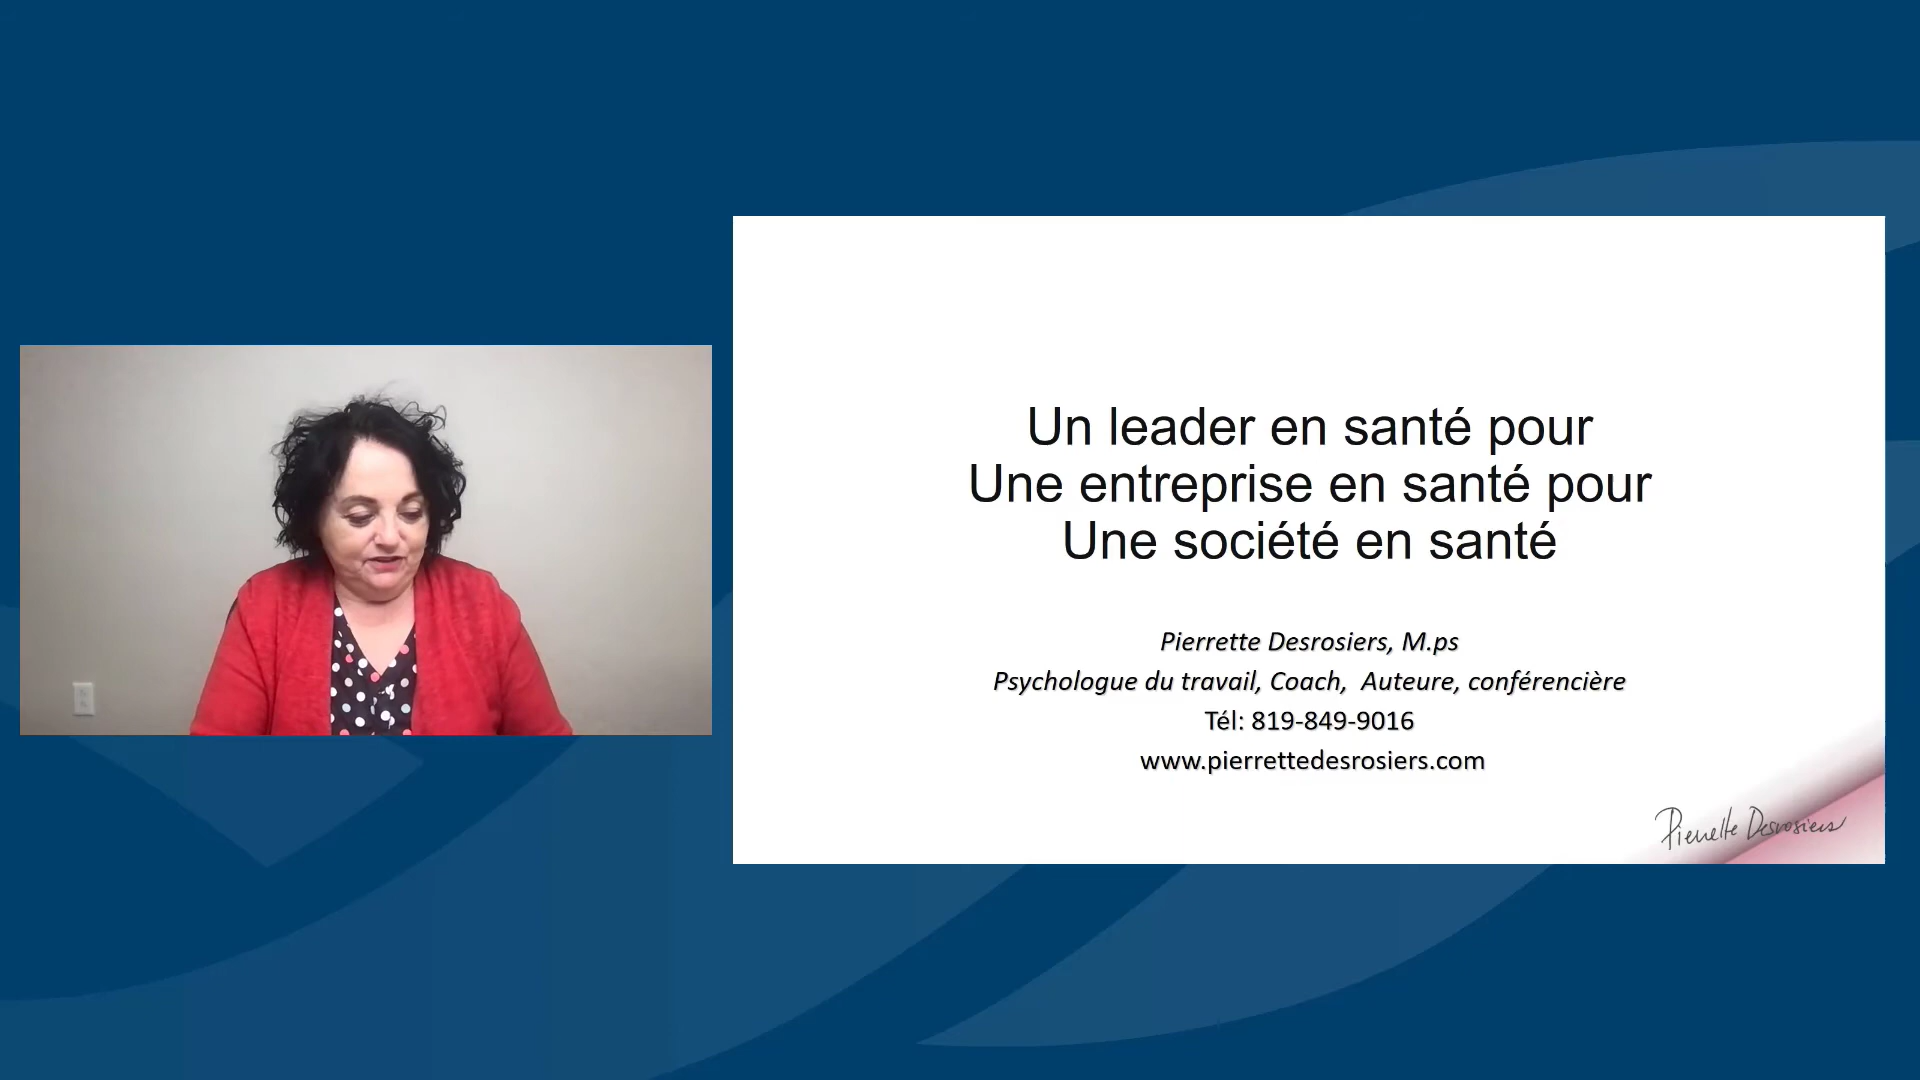 Un leader en santé pour
Une entreprise en santé pour
Une société en santé
Pierrette Desrosiers, M.ps
Psychologue du travail, Coach, Auteure, conférencière
Tél: 819-849-9016
www.pierrettedesrosiers.com
Pierrette Desrosiers